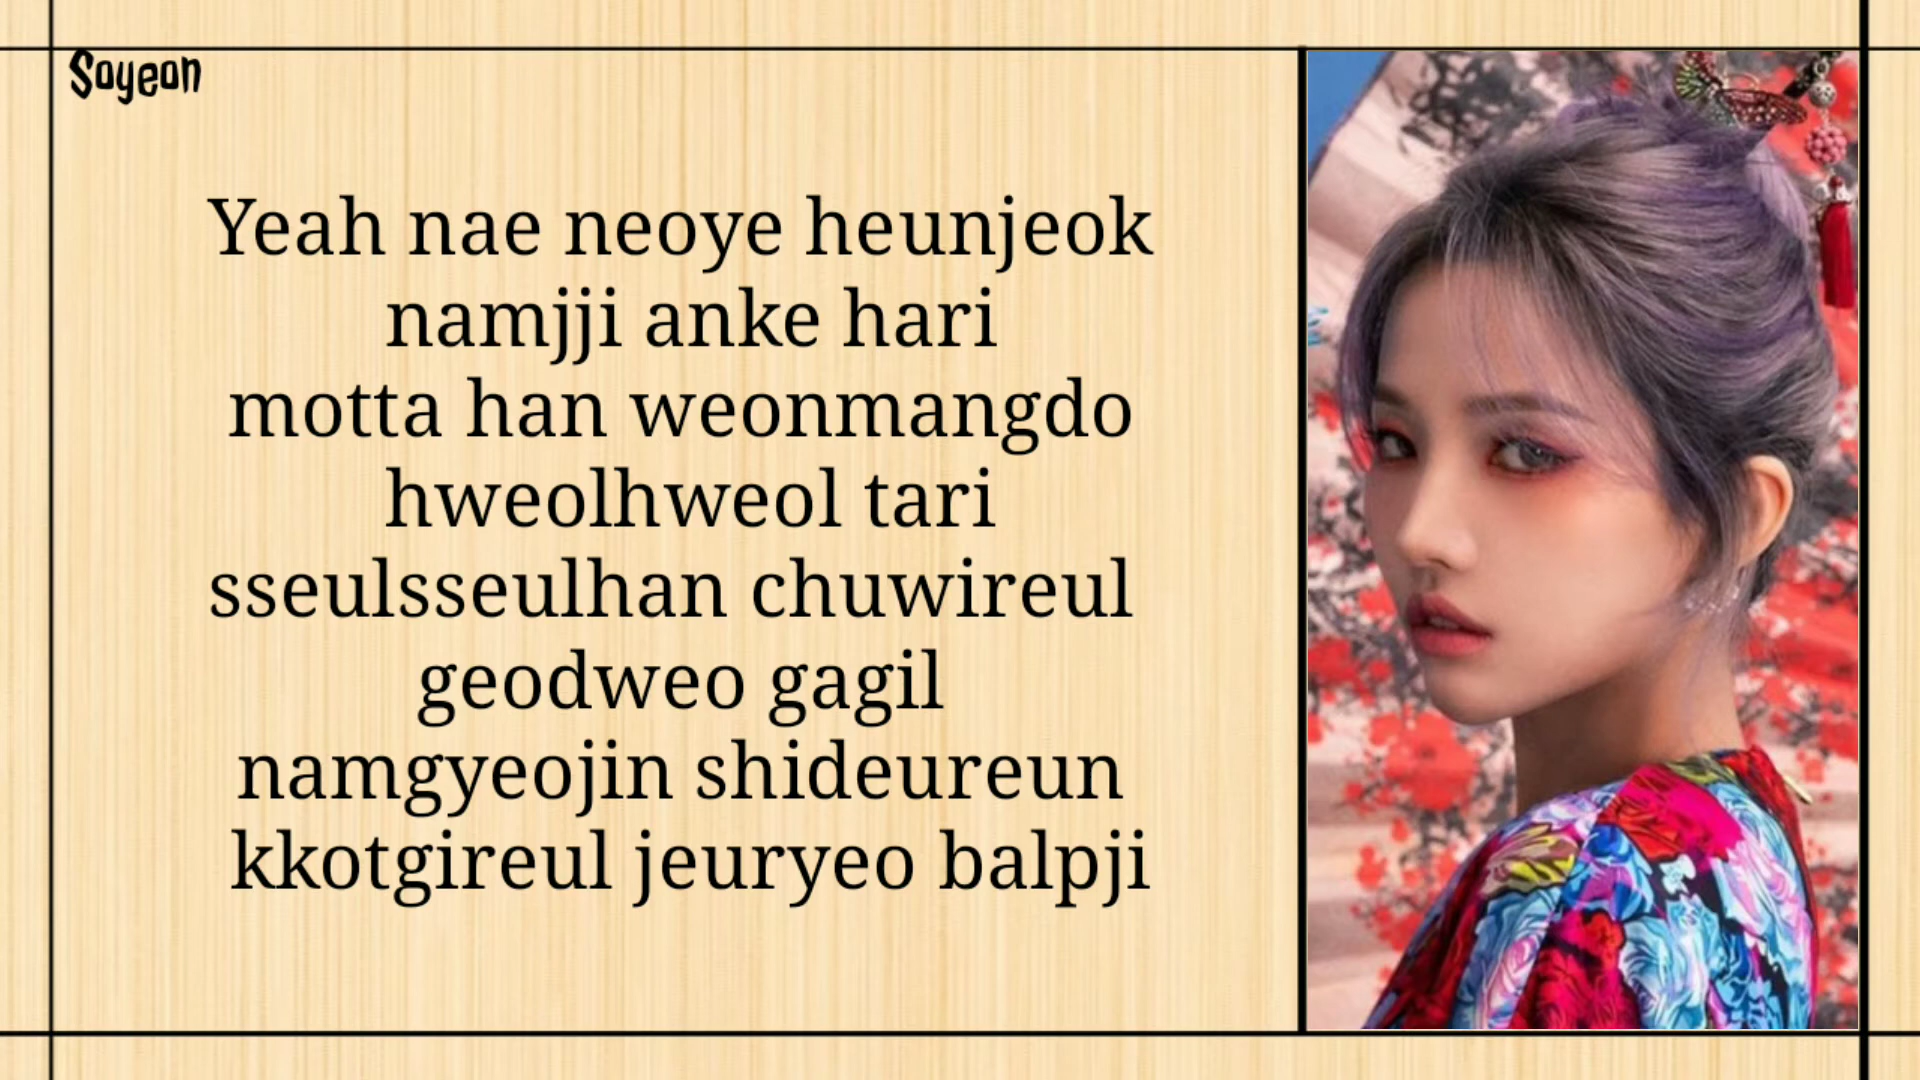 Soyeon
Yeah nae neoye heunjeok
namjji anke hari
motta han weonmangdo
hweolhweol tari
sseulsseulhan chuwireul
geodweo gagil
namgyeojin shideureun
kkotgireul jeuryeo balpji